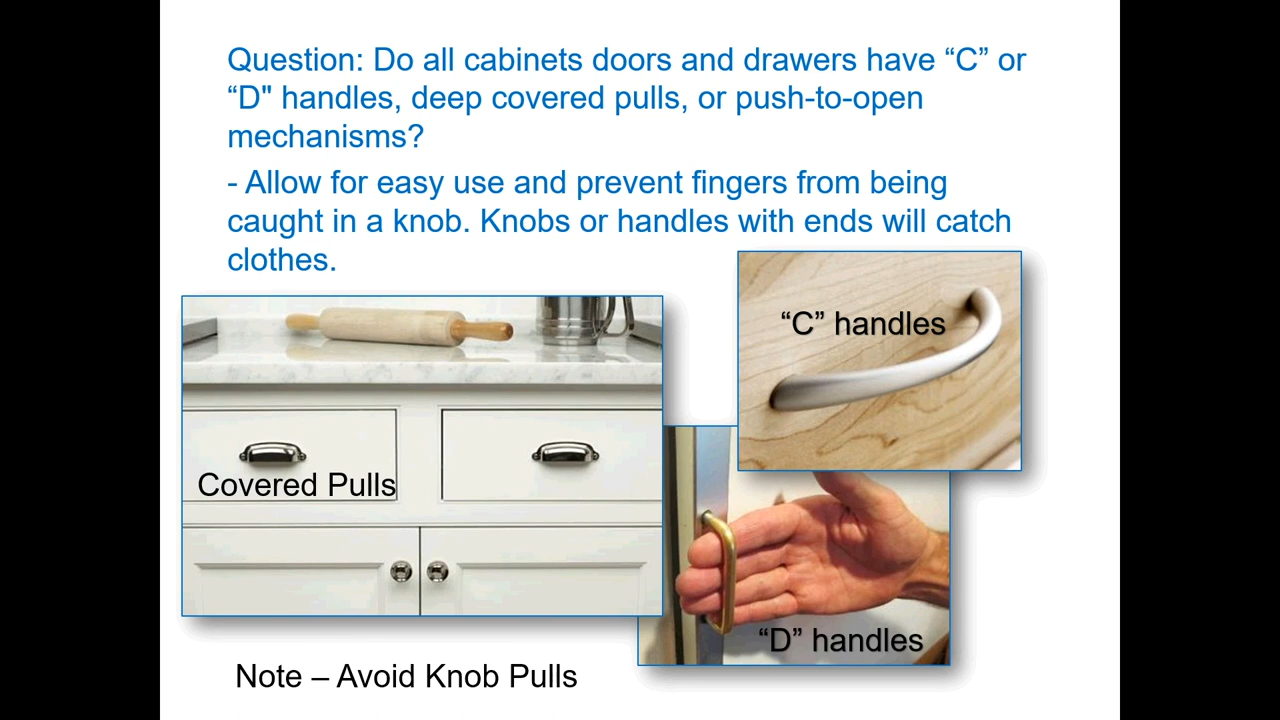 Question: Do all cabinets doors and drawers have “C” or
“D" handles, deep covered pulls, or push-to-open
mechanisms?
- Allow for easy use and prevent fingers from being
caught in a knob. Knobs or handles with ends will catch
clothes.
“C” handles
Covered Pulls
“D” handles
Note – Avoid Knob Pulls